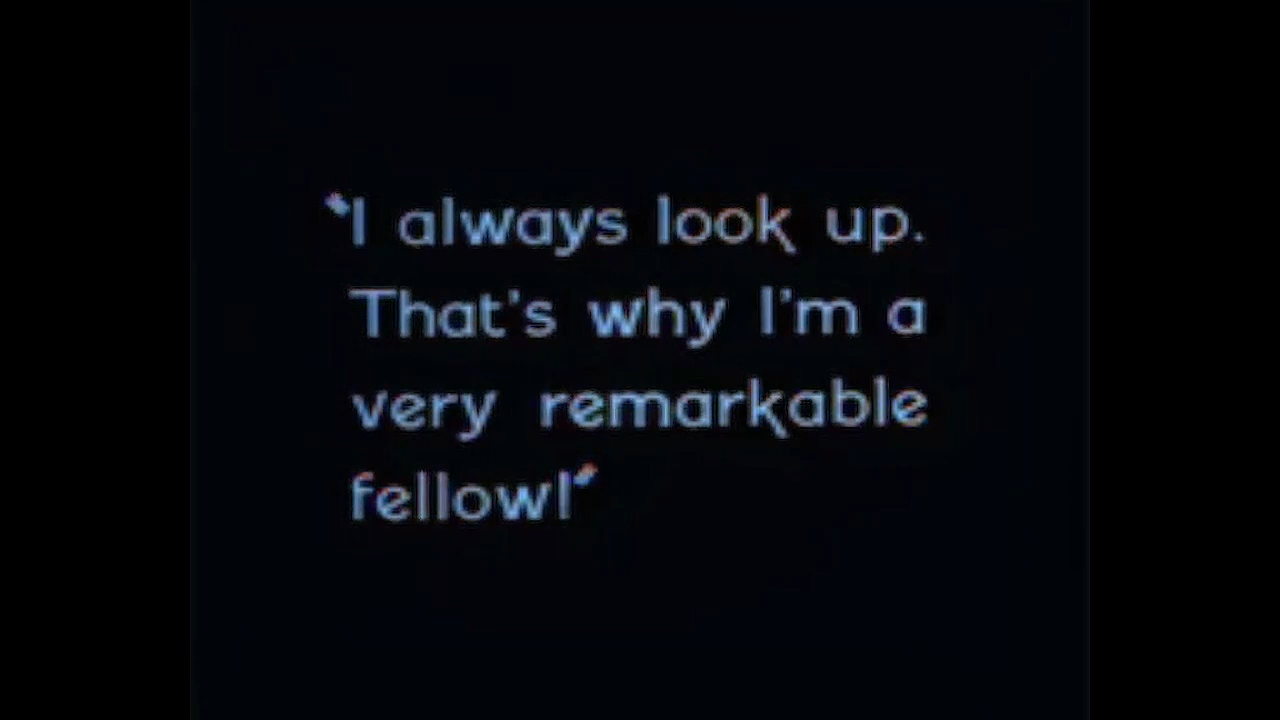 "I always look up.
That's why I'm a
very remarkable
fellow!"